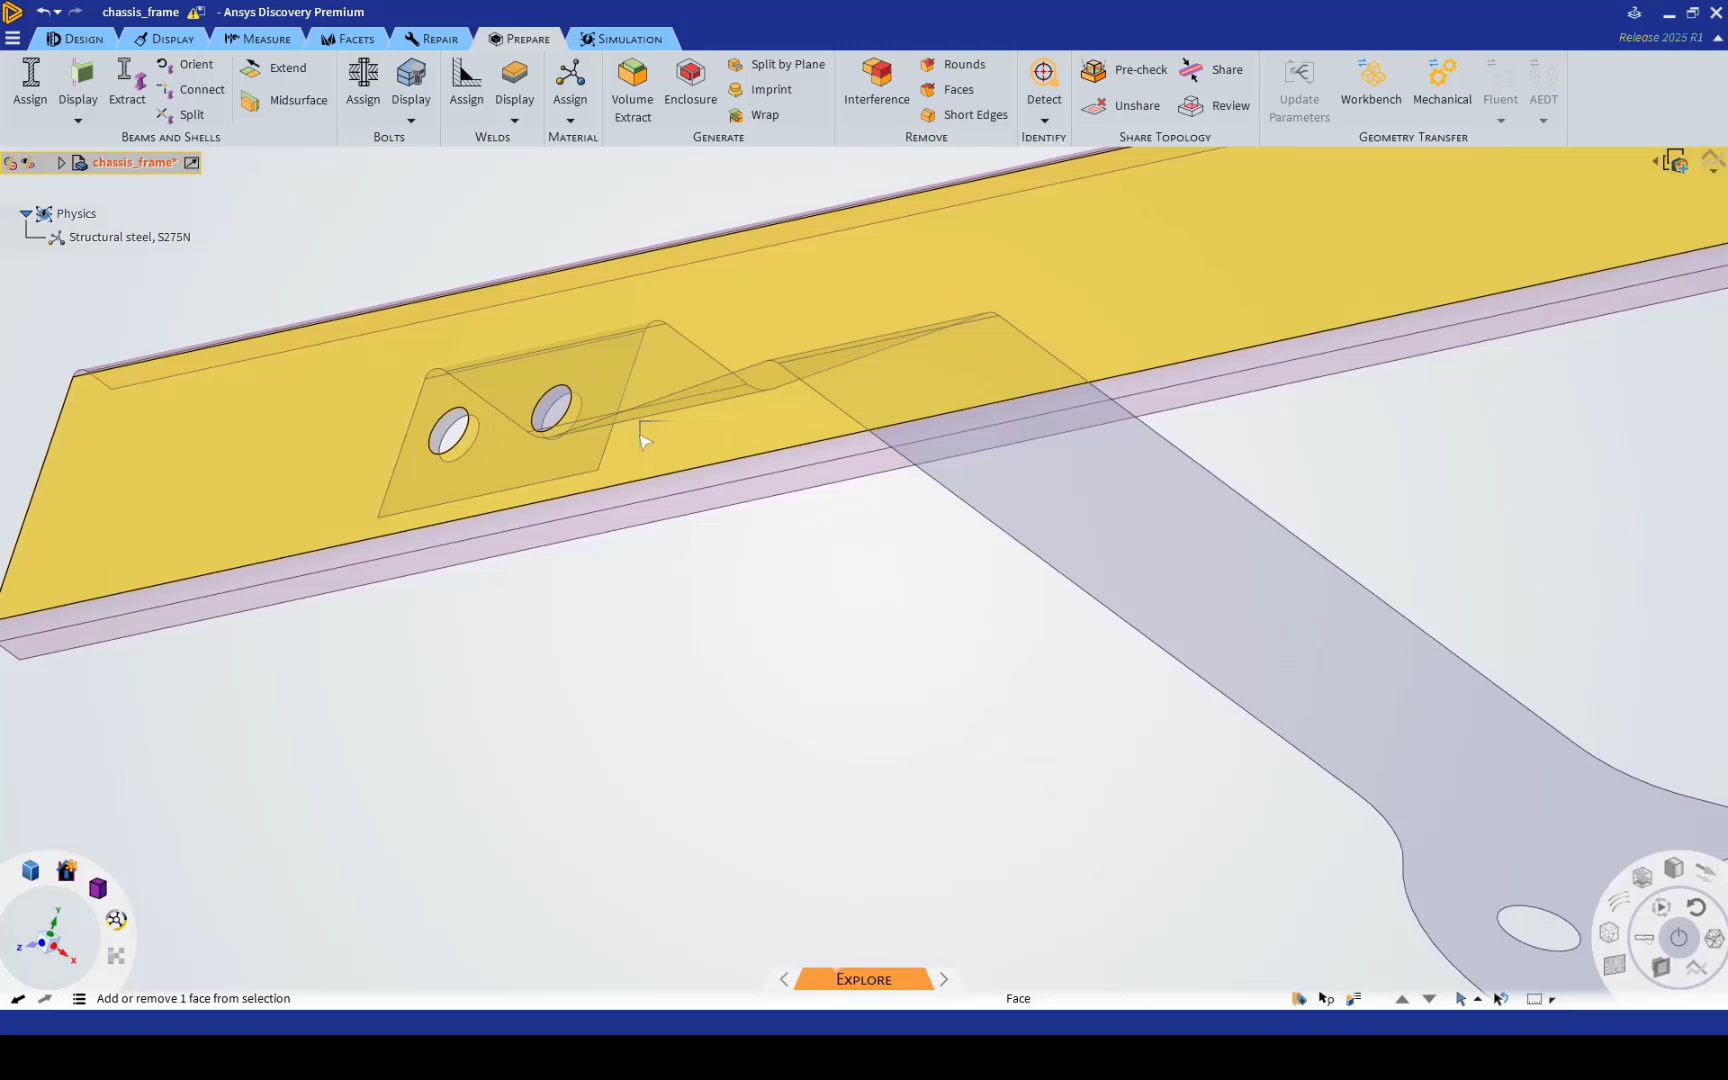 chassis_frame - Ansys Discovery Premium
DESIGN DISPLAY MEASURE FACETS REPAIR PREPARE SIMULATION
Release 2025 R1
Assign Display Extract Orient Connect Split Extend Midsurface
BEAMS AND SHELLS
Assign Display
BOLTS
Assign Display
WELDS
Assign
MATERIAL
Volume Extract Enclosure Split by Plane Imprint Wrap
GENERATE
Interference Rounds Faces Short Edges
REMOVE
Detect
IDENTIFY
Pre-check Share Unshare Review
SHARE TOPOLOGY
Update Parameters Workbench Mechanical Fluent AEDT
GEOMETRY TRANSFER
chassis_frame*
Physics
Structural steel, S275N
Y
Z
X
EXPLORE
Add or remove 1 face from selection
Face